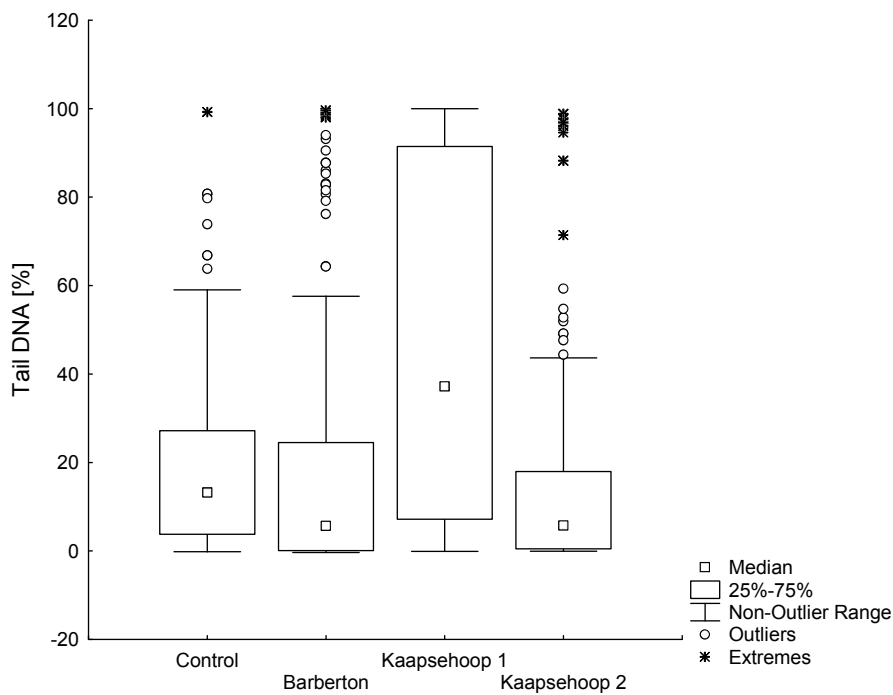 120
100
80
60
40
20
0
-20
Tail DNA [%]
Control
Barberton
Kaapsehoop 1
Kaapsehoop 2
Median
25%-75%
Non-Outlier Range
Outliers
Extremes